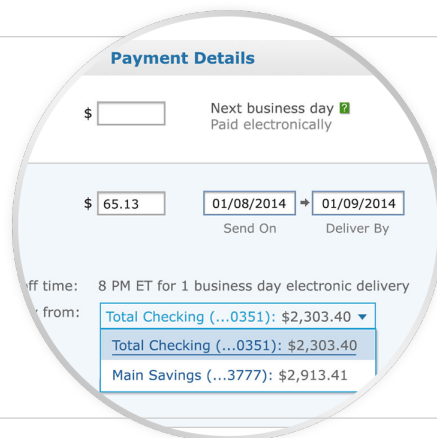 Payment Details
$ Next business day ?
Paid electronically
$ 65.13 01/08/2014 → 01/09/2014
Send On Deliver By
time: 8 PM ET for 1 business day electronic delivery
from: Total Checking (...0351): $2,303.40 ▼
Total Checking (...0351): $2,303.40
Main Savings (...3777): $2,913.41